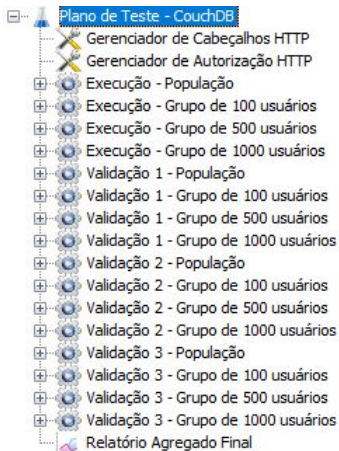 Plano de Teste - CouchDB
Gerenciador de Cabeçalhos HTTP
Gerenciador de Autorização HTTP
Execução - População
Execução - Grupo de 100 usuários
Execução - Grupo de 500 usuários
Execução - Grupo de 1000 usuários
Validação 1 - População
Validação 1 - Grupo de 100 usuários
Validação 1 - Grupo de 500 usuários
Validação 1 - Grupo de 1000 usuários
Validação 2 - População
Validação 2 - Grupo de 100 usuários
Validação 2 - Grupo de 500 usuários
Validação 2 - Grupo de 1000 usuários
Validação 3 - População
Validação 3 - Grupo de 100 usuários
Validação 3 - Grupo de 500 usuários
Validação 3 - Grupo de 1000 usuários
Relatório Agregado Final